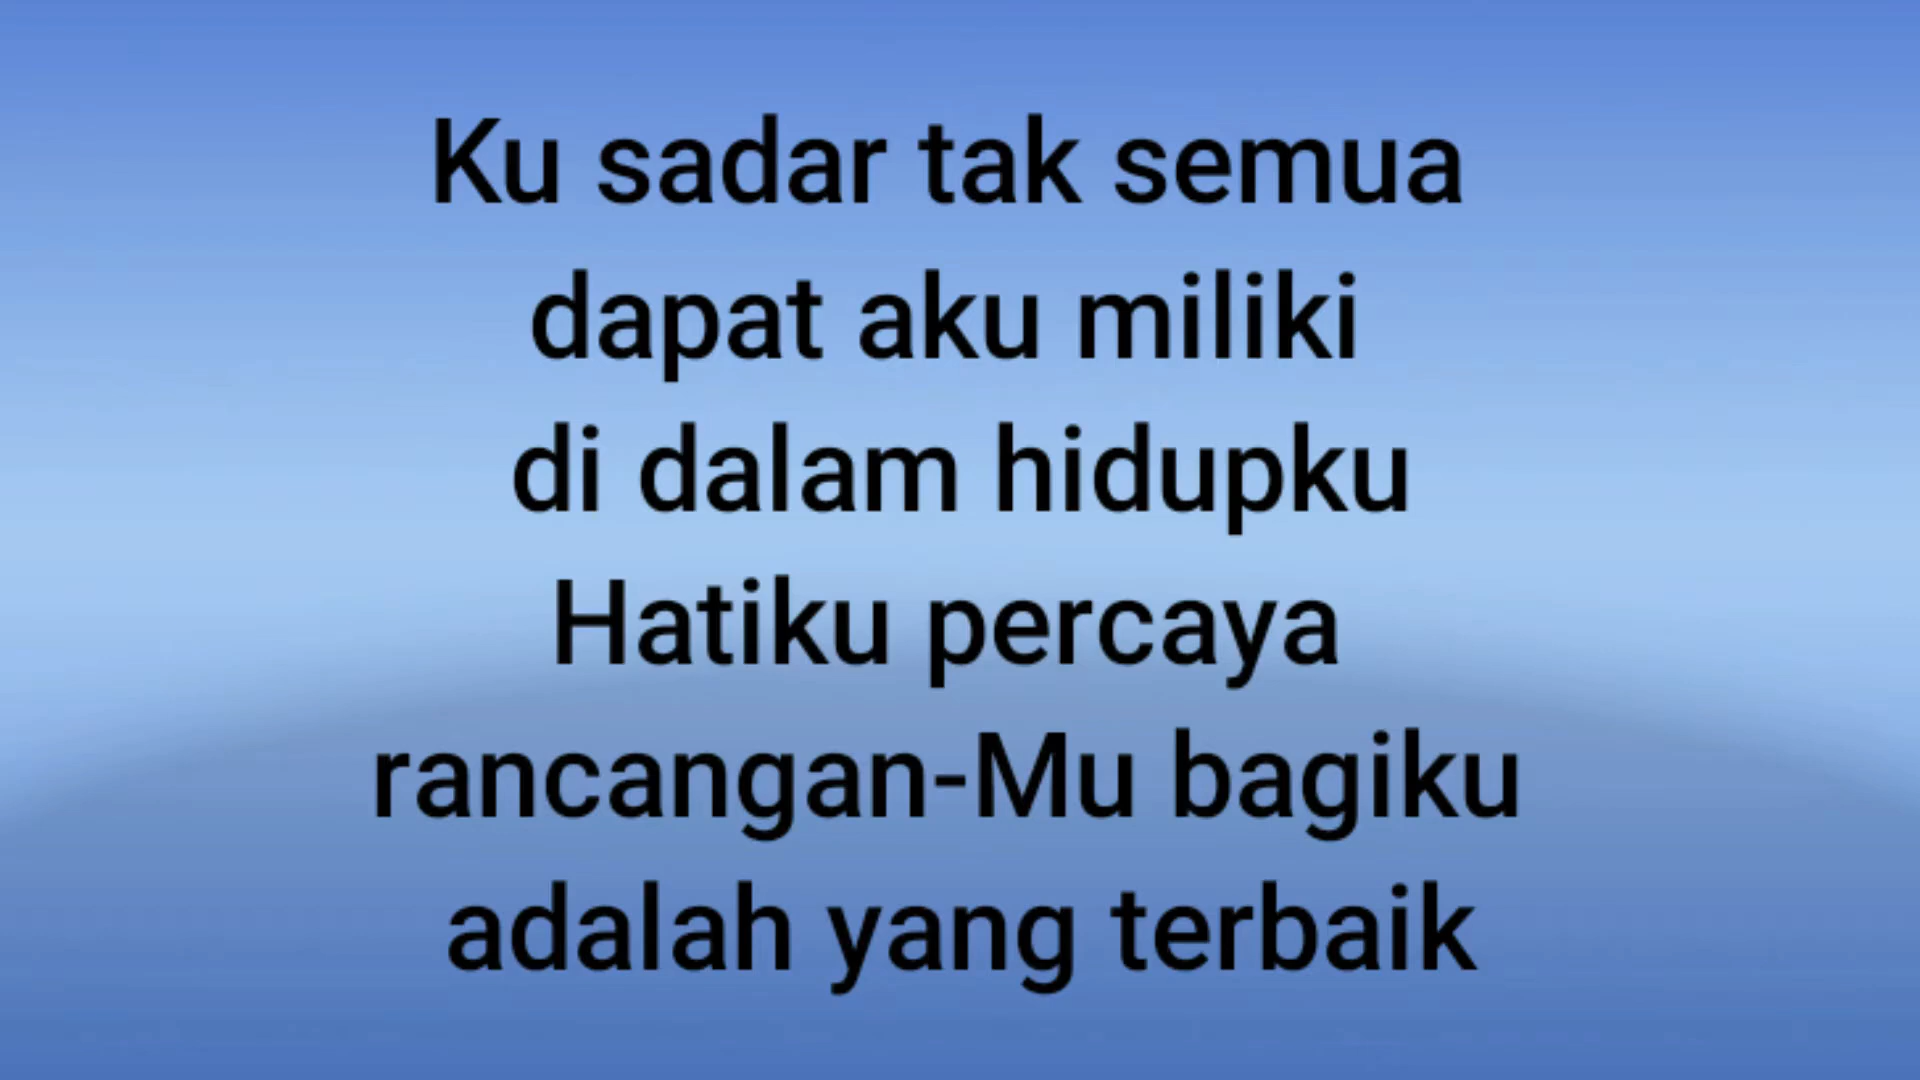 Ku sadar tak semua
dapat aku miliki
di dalam hidupku
Hatiku percaya
rancangan-Mu bagiku
adalah yang terbaik